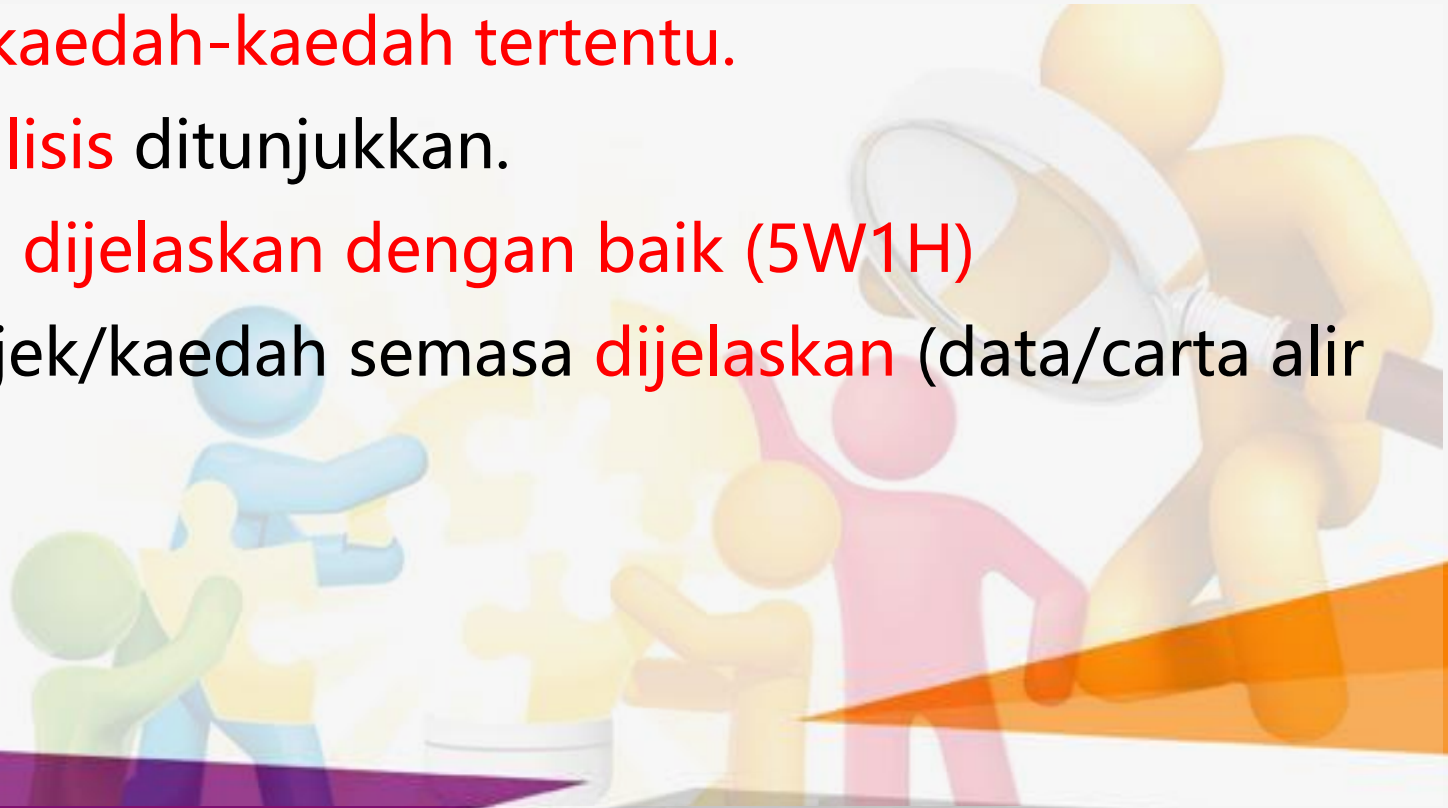 kaedah-kaedah tertentu.
lisis ditunjukkan.
dijelaskan dengan baik (5W1H)
jek/kaedah semasa dijelaskan (data/carta alir